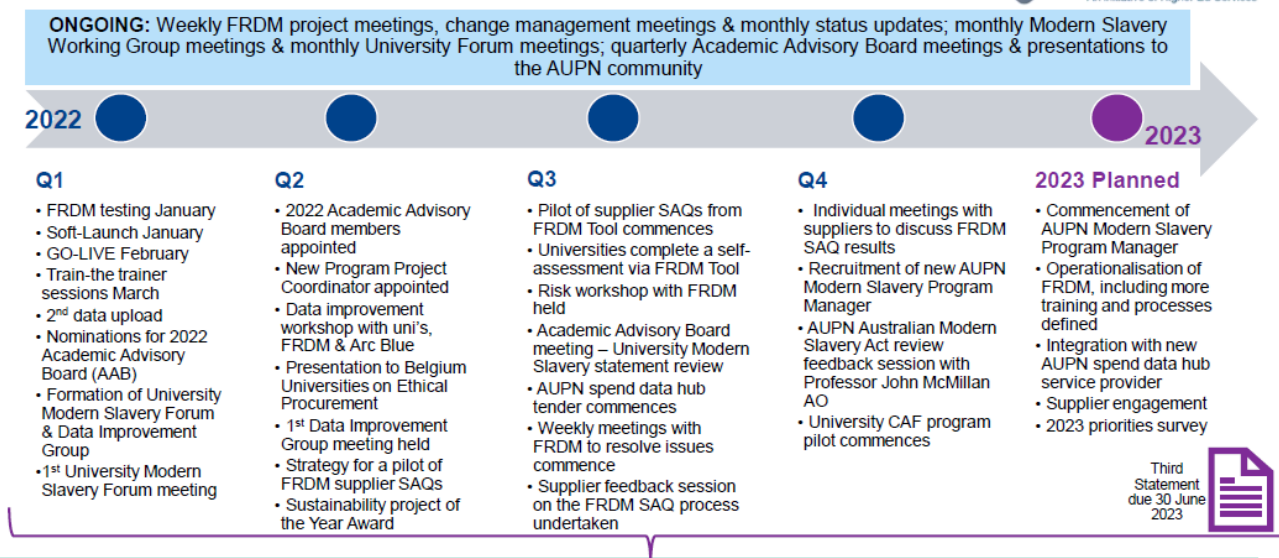 ONGOING: Weekly FRDM project meetings, change management meetings & monthly status updates; monthly Modern Slavery
Working Group meetings & monthly University Forum meetings; quarterly Academic Advisory Board meetings & presentations to
the AUPN community
2022
2023
Q1
• FRDM testing January
• Soft-Launch January
• GO-LIVE February
• Train-the trainer
sessions March
• 2nd data upload
• Nominations for 2022
Academic Advisory
Board (AAB)
• Formation of University
Modern Slavery Forum
& Data Improvement
Group
•1st University Modern
Slavery Forum meeting
Q2
• 2022 Academic Advisory
Board members
appointed
• New Program Project
Coordinator appointed
• Data improvement
workshop with uni's,
FRDM & Arc Blue
• Presentation to Belgium
Universities on Ethical
Procurement
• 1st Data Improvement
Group meeting held
• Strategy for a pilot of
FRDM supplier SAQs
• Sustainability project of
the Year Award
Q3
• Pilot of supplier SAQs from
FRDM Tool commences
• Universities complete a self-
assessment via FRDM Tool
• Risk workshop with FRDM
held
• Academic Advisory Board
meeting – University Modern
Slavery statement review
• AUPN spend data hub
tender commences
• Weekly meetings with
FRDM to resolve issues
commence
• Supplier feedback session
on the FRDM SAQ process
undertaken
Q4
• Individual meetings with
suppliers to discuss FRDM
SAQ results
• Recruitment of new AUPN
Modern Slavery Program
Manager
• AUPN Australian Modern
Slavery Act review
feedback session with
Professor John McMillan
AO
• University CAF program
pilot commences
2023 Planned
• Commencement of
AUPN Modern Slavery
Program Manager
• Operationalisation of
FRDM, including more
training and processes
defined
• Integration with new
AUPN spend data hub
service provider
• Supplier engagement
• 2023 priorities survey
Third
Statement
due 30 June
2023